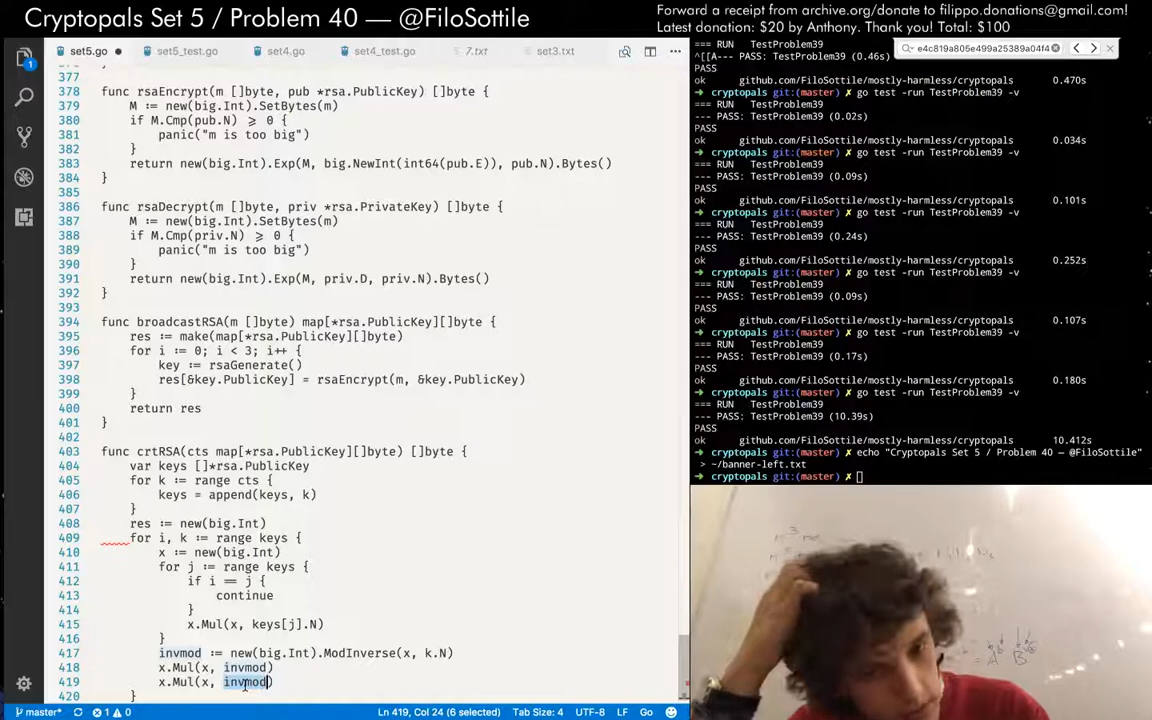 Cryptopals Set 5 / Problem 40 — @FiloSottile
Forward a receipt from archive.org/donate to filippo.donations@gmail.com!
Latest donation: $20 by Anthony. Thank you! Total: $100
set5.go
set5_test.go
set4.go
set4_test.go
7.txt
set3.txt
377
378 func rsaEncrypt(m []byte, pub *rsa.PublicKey) []byte {
379 M := new(big.Int).SetBytes(m)
380 if M.Cmp(pub.N) >= 0 {
381 panic("m is too big")
382 }
383 return new(big.Int).Exp(M, big.NewInt(int64(pub.E)), pub.N).Bytes()
384 }
385
386 func rsaDecrypt(m []byte, priv *rsa.PrivateKey) []byte {
387 M := new(big.Int).SetBytes(m)
388 if M.Cmp(priv.N) >= 0 {
389 panic("m is too big")
390 }
391 return new(big.Int).Exp(M, priv.D, priv.N).Bytes()
392 }
393
394 func broadcastRSA(m []byte) map[*rsa.PublicKey][]byte {
395 res := make(map[*rsa.PublicKey][]byte)
396 for i := 0; i < 3; i++ {
397 key := rsaGenerate()
398 res[&key.PublicKey] = rsaEncrypt(m, &key.PublicKey)
399 }
400 return res
401 }
402
403 func crtRSA(cts map[*rsa.PublicKey][]byte) []byte {
404 var keys []*rsa.PublicKey
405 for k := range cts {
406 keys = append(keys, k)
407 }
408 res := new(big.Int)
409 for i, k := range keys {
410 x := new(big.Int)
411 for j := range keys {
412 if i == j {
413 continue
414 }
415 x.Mul(x, keys[j].N)
416 }
417 invmod := new(big.Int).ModInverse(x, k.N)
418 x.Mul(x, invmod)
419 x.Mul(x, invmod)
420 }
master*
1 0
Ln 419, Col 24 (6 selected)
Tab Size: 4
UTF-8
LF
Go
e4c819a805e499a25389a04f4
=== RUN TestProblem39
^[[A--- PASS: TestProblem39 (0.46s)
PASS
ok github.com/FiloSottile/mostly-harmless/cryptopals 0.470s
➜ cryptopals git:(master) ✗ go test -run TestProblem39 -v
=== RUN TestProblem39
--- PASS: TestProblem39 (0.02s)
PASS
ok github.com/FiloSottile/mostly-harmless/cryptopals 0.034s
➜ cryptopals git:(master) ✗ go test -run TestProblem39 -v
=== RUN TestProblem39
--- PASS: TestProblem39 (0.09s)
PASS
ok github.com/FiloSottile/mostly-harmless/cryptopals 0.101s
➜ cryptopals git:(master) ✗ go test -run TestProblem39 -v
=== RUN TestProblem39
--- PASS: TestProblem39 (0.24s)
PASS
ok github.com/FiloSottile/mostly-harmless/cryptopals 0.252s
➜ cryptopals git:(master) ✗ go test -run TestProblem39 -v
=== RUN TestProblem39
--- PASS: TestProblem39 (0.09s)
PASS
ok github.com/FiloSottile/mostly-harmless/cryptopals 0.107s
➜ cryptopals git:(master) ✗ go test -run TestProblem39 -v
=== RUN TestProblem39
--- PASS: TestProblem39 (0.17s)
PASS
ok github.com/FiloSottile/mostly-harmless/cryptopals 0.180s
➜ cryptopals git:(master) ✗ go test -run TestProblem39 -v
=== RUN TestProblem39
--- PASS: TestProblem39 (10.39s)
PASS
ok github.com/FiloSottile/mostly-harmless/cryptopals 10.412s
➜ cryptopals git:(master) ✗ echo "Cryptopals Set 5 / Problem 40 — @FiloSottile"
> ~/banner-left.txt
➜ cryptopals git:(master) ✗